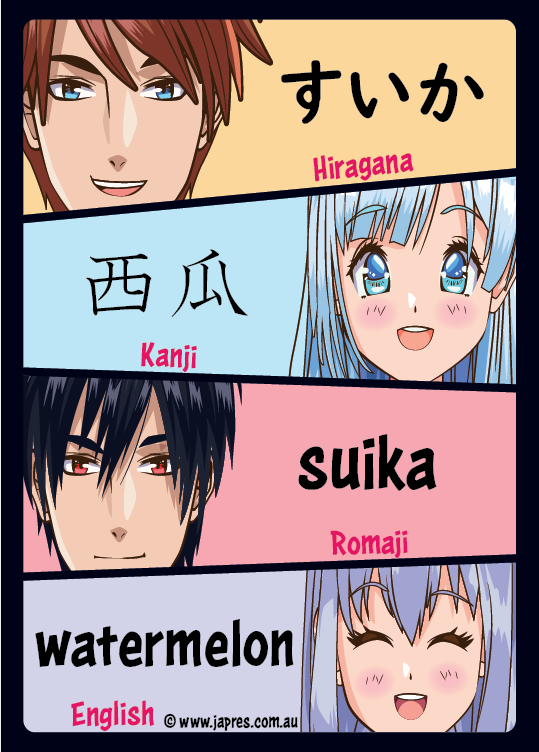 すいか
Hiragana
西瓜
Kanji
suika
Romaji
watermelon
English © www.japres.com.au